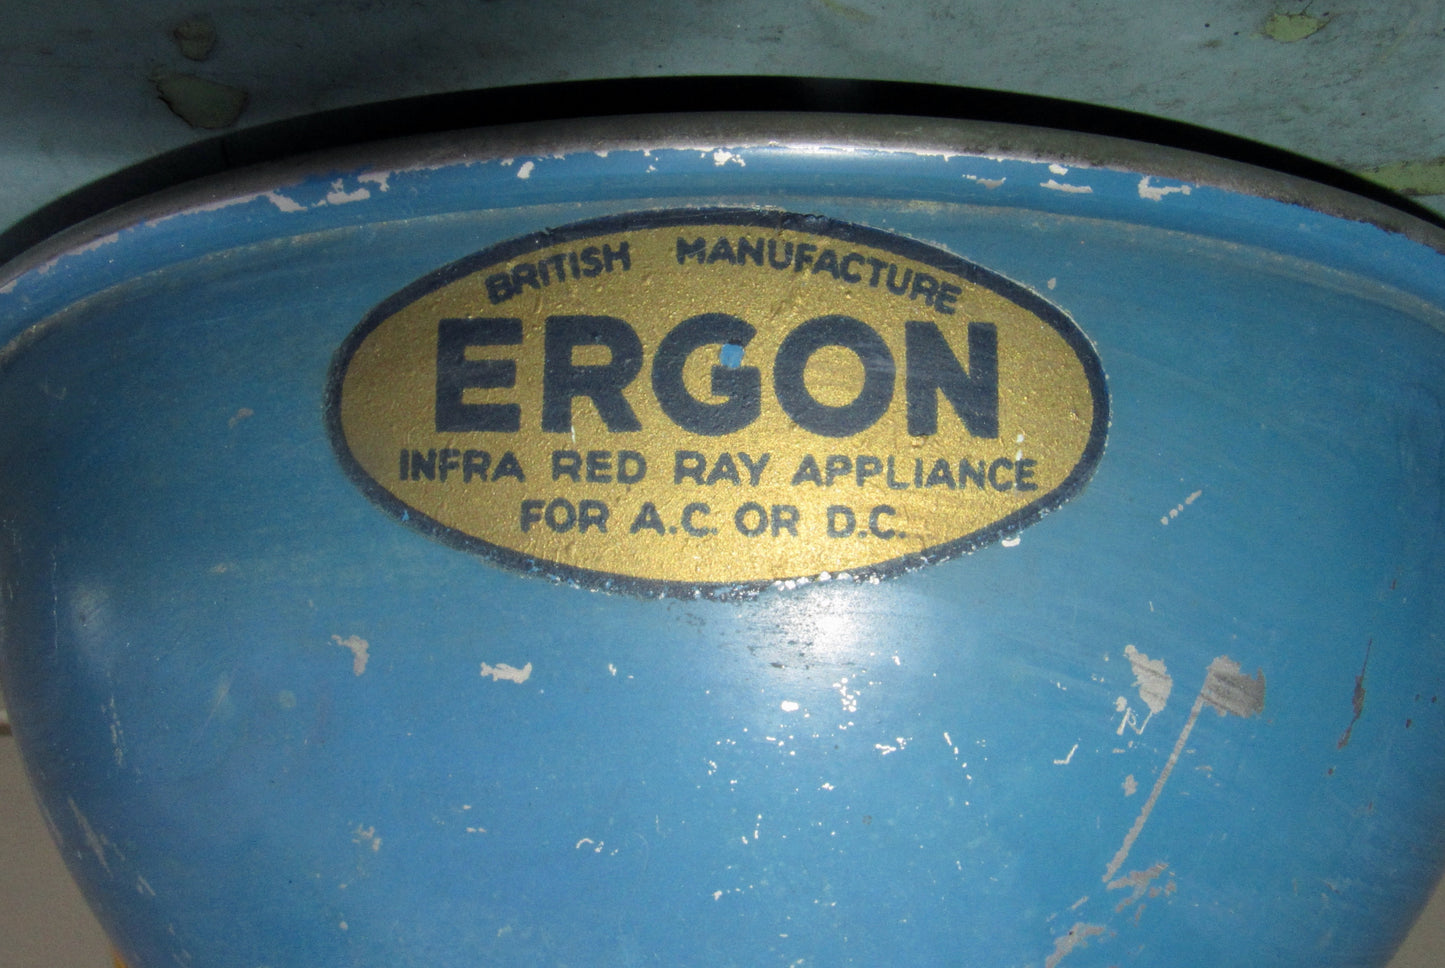 BRITISH MANUFACTURE
ERGON
INFRA RED RAY APPLIANCE
FOR A.C. OR D.C.